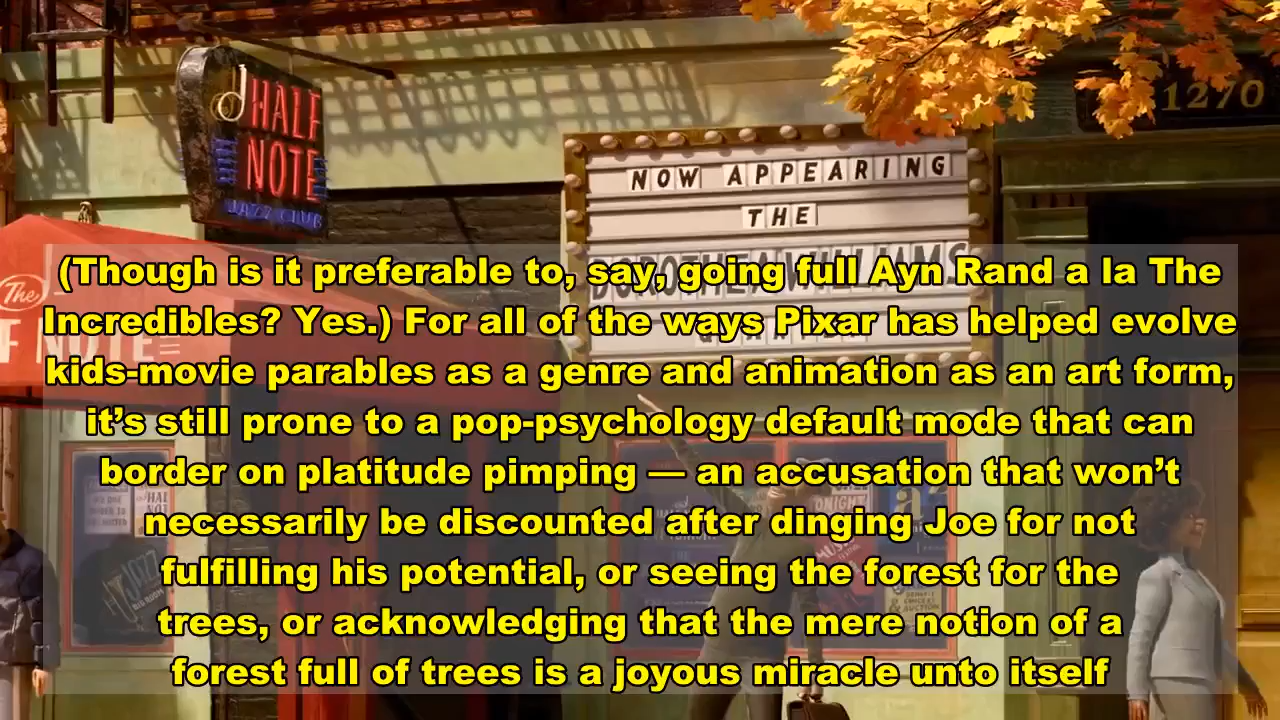 HALF
NOTE
JAZZ CLUB
1270
NOW APPEARING
THE
DOROTHEA WILLIAMS
The
F NOTE
(Though is it preferable to, say, going full Ayn Rand a la The
Incredibles? Yes.) For all of the ways Pixar has helped evolve
kids-movie parables as a genre and animation as an art form,
it’s still prone to a pop-psychology default mode that can
border on platitude pimping — an accusation that won’t
necessarily be discounted after dinging Joe for not
fulfilling his potential, or seeing the forest for the
trees, or acknowledging that the mere notion of a
forest full of trees is a joyous miracle unto itself